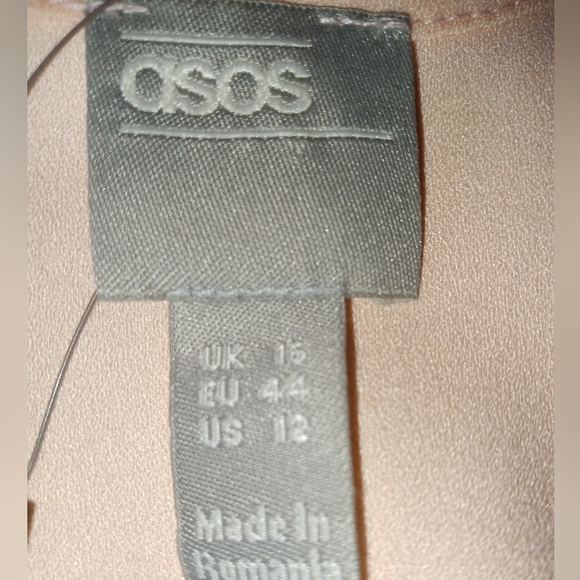 asos
UK 16
EU 44
US 12
Made in
Romania